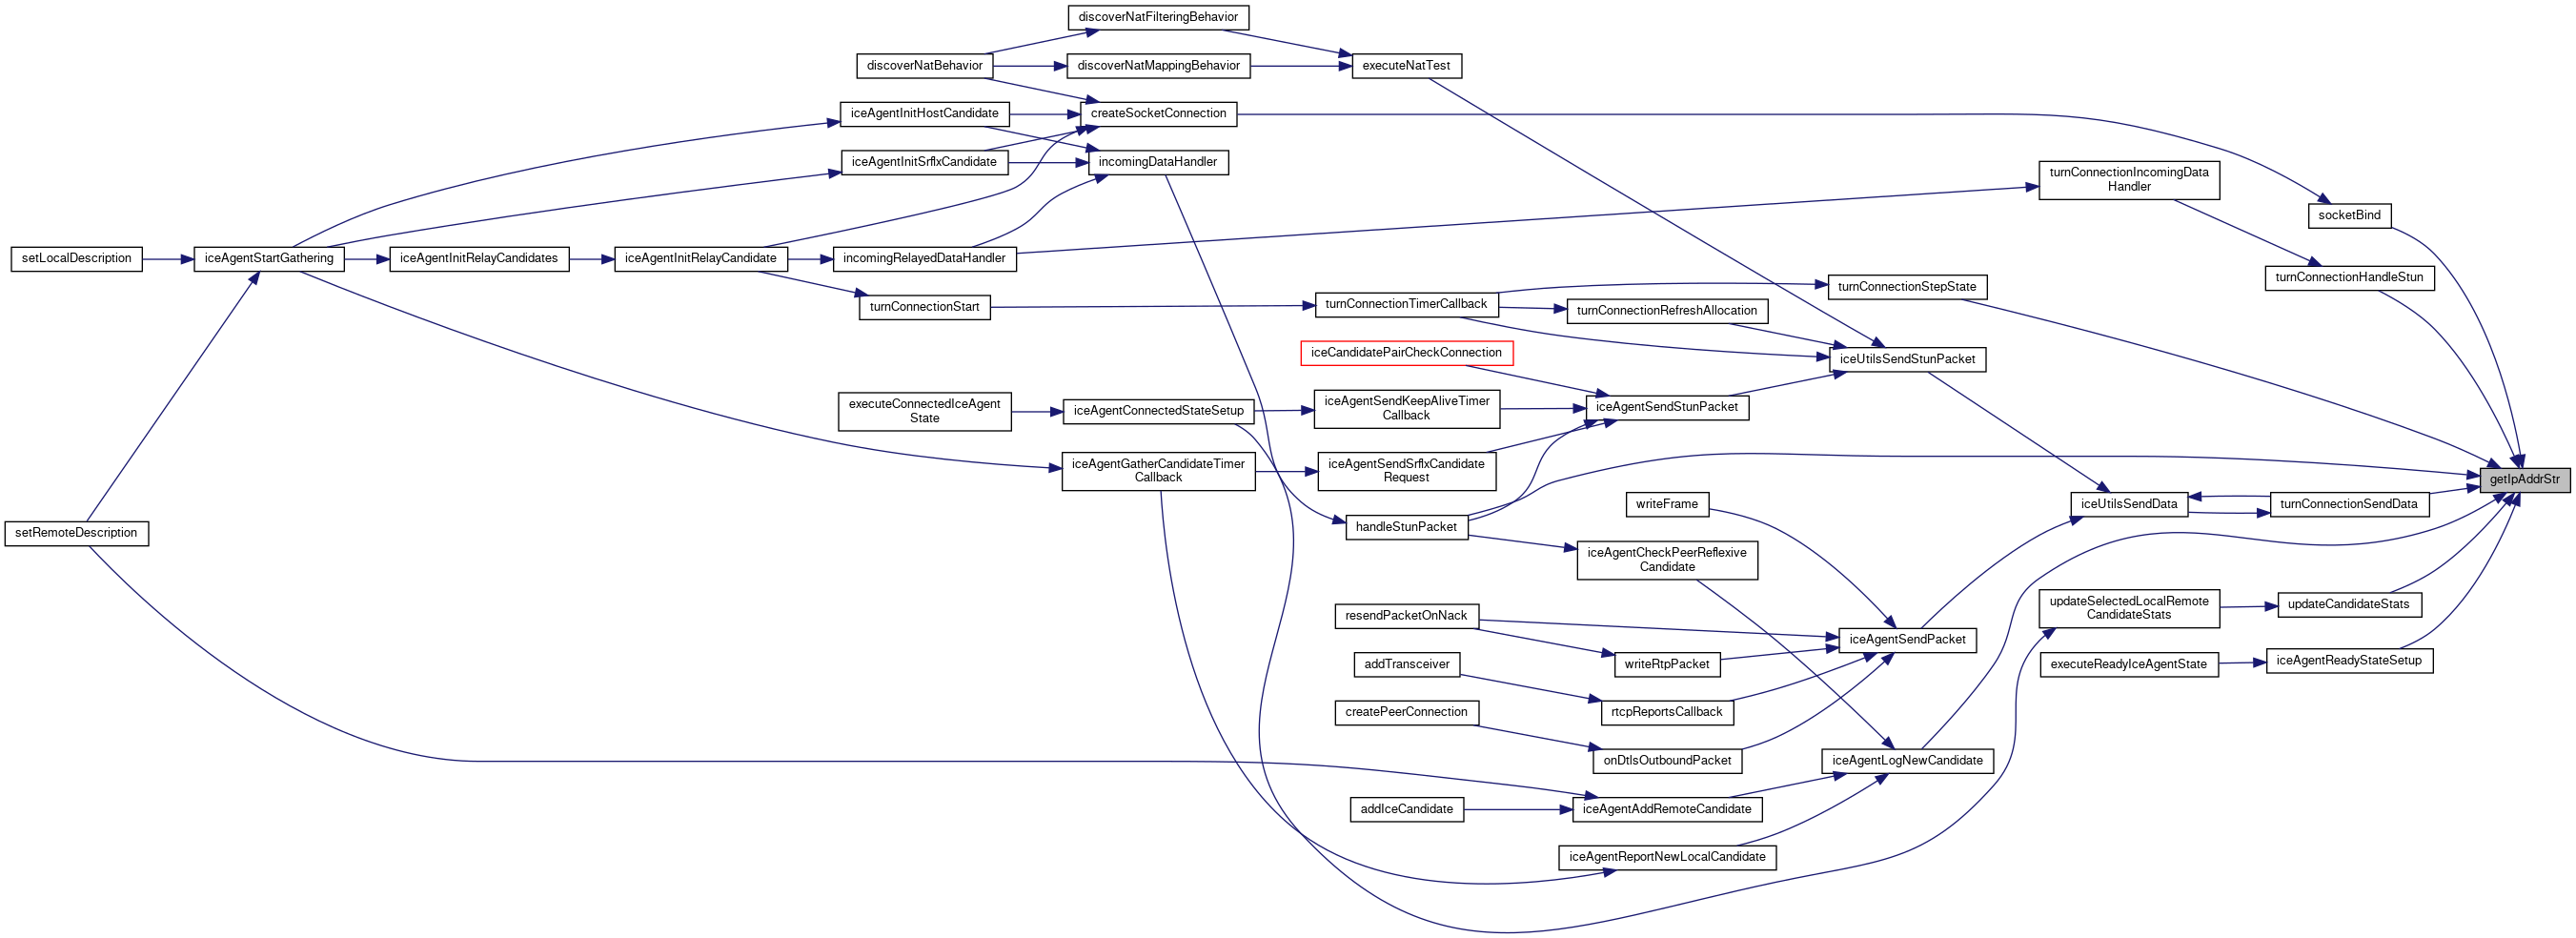 discoverNatFilteringBehavior
discoverNatBehavior
discoverNatMappingBehavior
executeNatTest
iceAgentInitHostCandidate
createSocketConnection
iceAgentInitSrflxCandidate
incomingDataHandler
turnConnectionIncomingData
Handler
socketBind
setLocalDescription
iceAgentStartGathering
iceAgentInitRelayCandidates
iceAgentInitRelayCandidate
incomingRelayedDataHandler
turnConnectionHandleStun
turnConnectionStart
turnConnectionTimerCallback
turnConnectionRefreshAllocation
turnConnectionStepState
iceCandidatePairCheckConnection
iceUtilsSendStunPacket
executeConnectedIceAgent
State
iceAgentConnectedStateSetup
iceAgentSendKeepAliveTimer
Callback
iceAgentSendStunPacket
iceAgentGatherCandidateTimer
Callback
iceAgentSendSrflxCandidate
Request
getIpAddrStr
writeFrame
iceUtilsSendData
turnConnectionSendData
setRemoteDescription
handleStunPacket
iceAgentCheckPeerReflexive
Candidate
resendPacketOnNack
updateSelectedLocalRemote
CandidateStats
updateCandidateStats
iceAgentSendPacket
addTransceiver
writeRtpPacket
executeReadyIceAgentState
iceAgentReadyStateSetup
createPeerConnection
rtcpReportsCallback
onDtlsOutboundPacket
iceAgentLogNewCandidate
addIceCandidate
iceAgentAddRemoteCandidate
iceAgentReportNewLocalCandidate